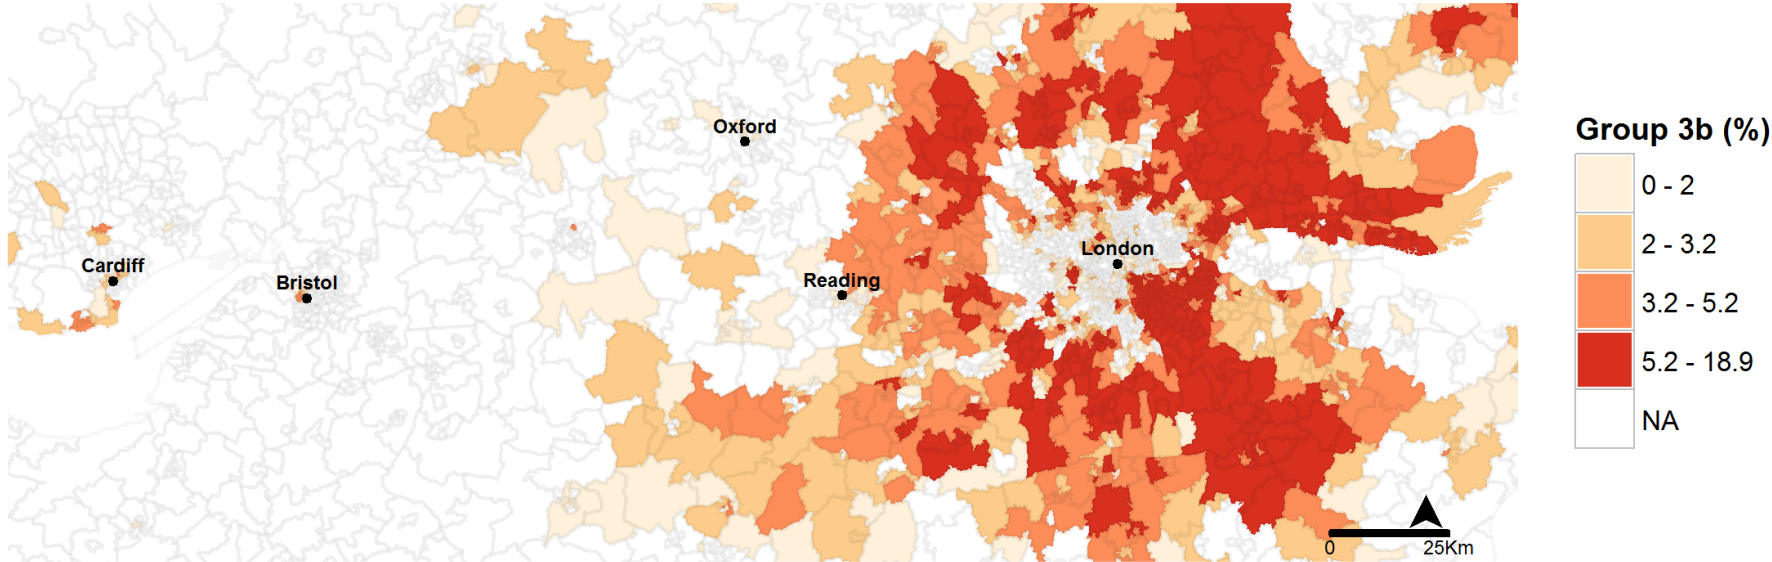 Oxford
Cardiff
Bristol
Reading
London
0
25Km
Group 3b (%)
0 - 2
2 - 3.2
3.2 - 5.2
5.2 - 18.9
NA